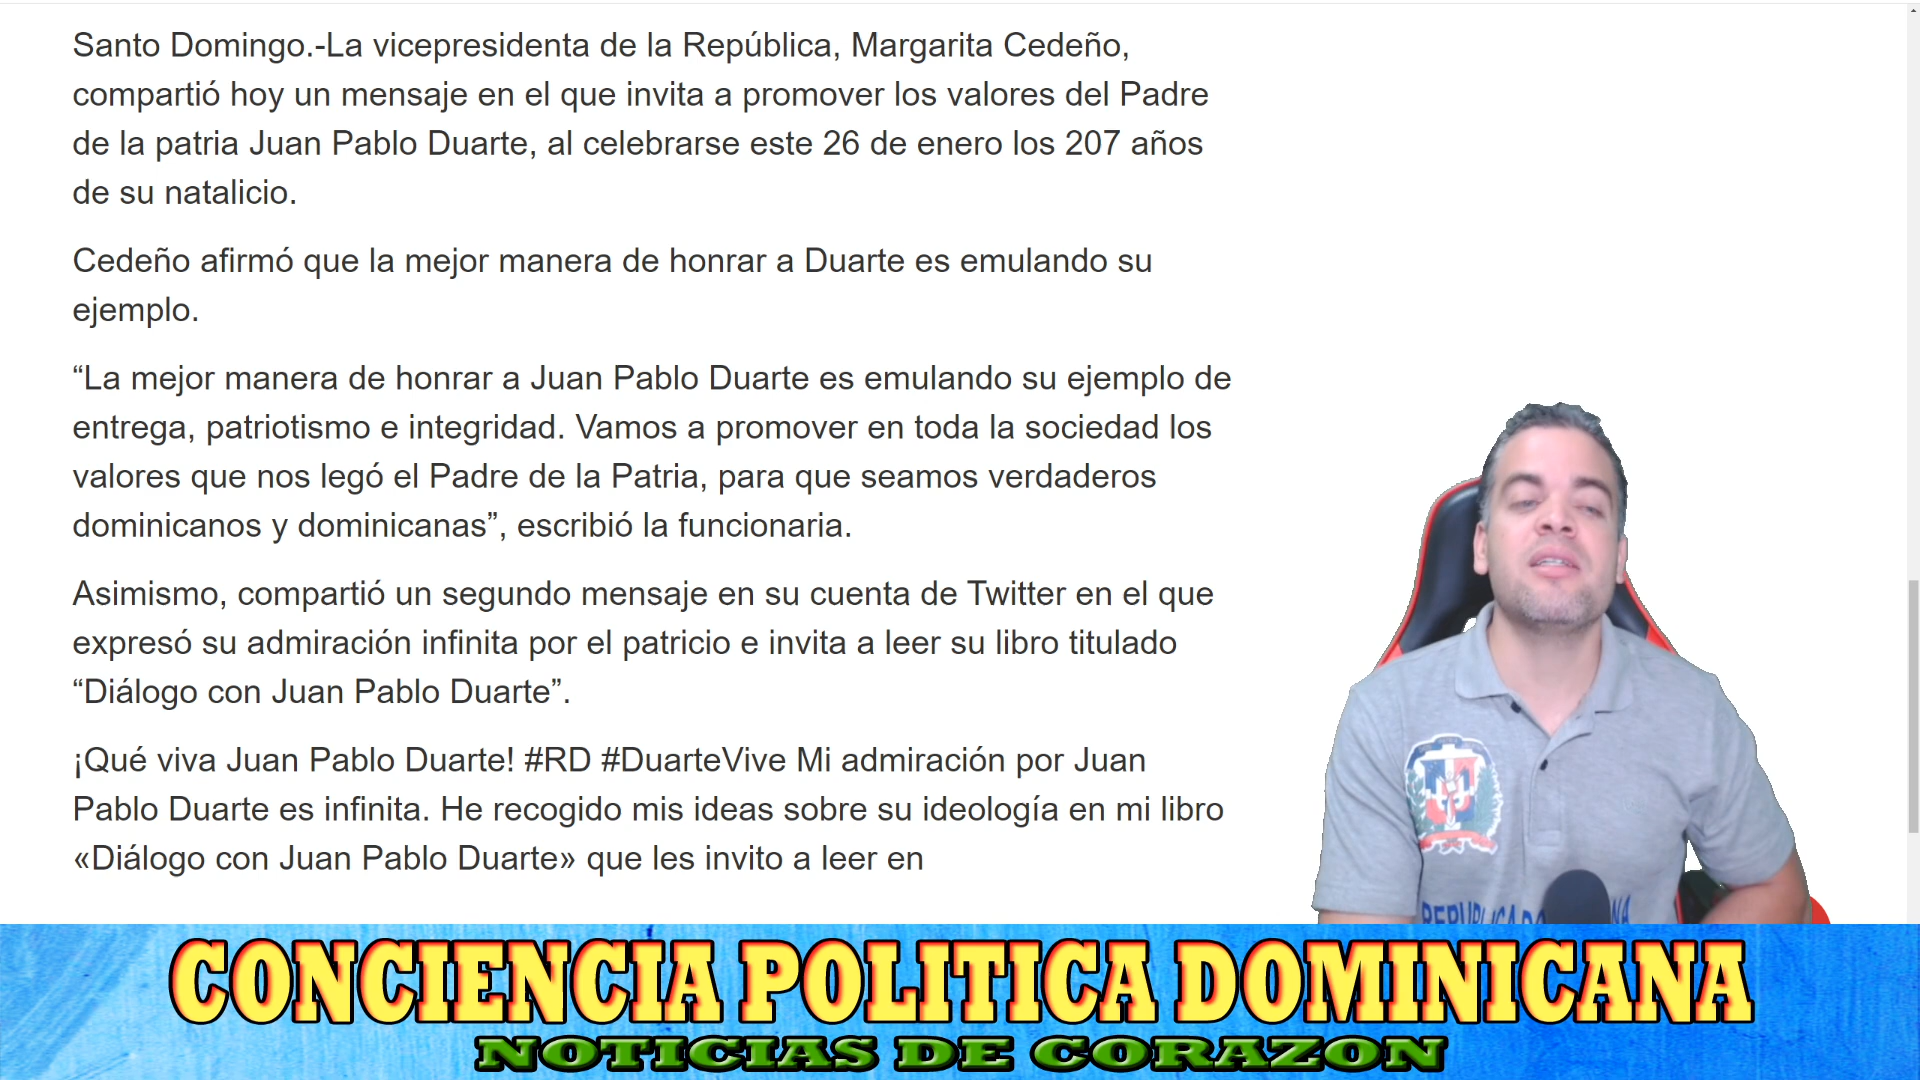 Santo Domingo.-La vicepresidenta de la República, Margarita Cedeño,
compartió hoy un mensaje en el que invita a promover los valores del Padre
de la patria Juan Pablo Duarte, al celebrarse este 26 de enero los 207 años
de su natalicio.
Cedeño afirmó que la mejor manera de honrar a Duarte es emulando su
ejemplo.
“La mejor manera de honrar a Juan Pablo Duarte es emulando su ejemplo de
entrega, patriotismo e integridad. Vamos a promover en toda la sociedad los
valores que nos legó el Padre de la Patria, para que seamos verdaderos
dominicanos y dominicanas”, escribió la funcionaria.
Asimismo, compartió un segundo mensaje en su cuenta de Twitter en el que
expresó su admiración infinita por el patricio e invita a leer su libro titulado
“Diálogo con Juan Pablo Duarte”.
¡Qué viva Juan Pablo Duarte! #RD #DuarteVive Mi admiración por Juan
Pablo Duarte es infinita. He recogido mis ideas sobre su ideología en mi libro
«Diálogo con Juan Pablo Duarte» que les invito a leer en
CONCIENCIA POLITICA DOMINICANA
NOTICIAS DE CORAZON